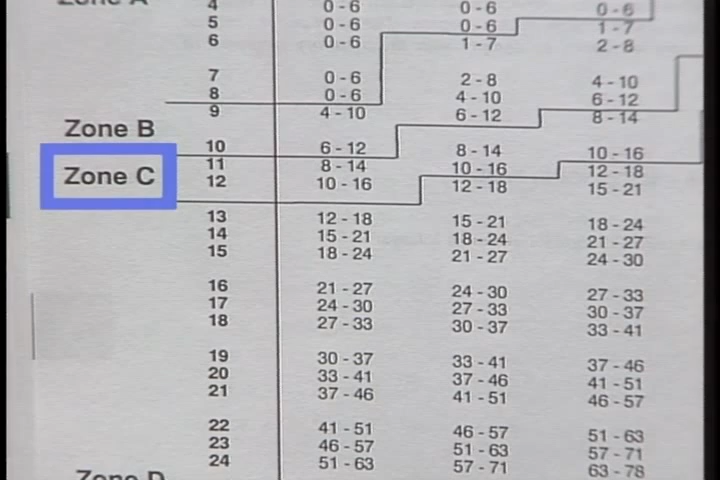 Zone A
4 0 - 6 0 - 6 0 - 6
5 0 - 6 0 - 6 1 - 7
6 0 - 6 1 - 7 2 - 8
7 0 - 6 2 - 8 4 - 10
8 0 - 6 4 - 10 6 - 12
9 4 - 10 6 - 12 8 - 14
Zone B
10 6 - 12 8 - 14 10 - 16
Zone C
11 8 - 14 10 - 16 12 - 18
12 10 - 16 12 - 18 15 - 21
13 12 - 18 15 - 21 18 - 24
14 15 - 21 18 - 24 21 - 27
15 18 - 24 21 - 27 24 - 30
16 21 - 27 24 - 30 27 - 33
17 24 - 30 27 - 33 30 - 37
18 27 - 33 30 - 37 33 - 41
19 30 - 37 33 - 41 37 - 46
20 33 - 41 37 - 46 41 - 51
21 37 - 46 41 - 51 46 - 57
22 41 - 51 46 - 57 51 - 63
23 46 - 57 51 - 63 57 - 71
24 51 - 63 57 - 71 63 - 78
Zone D